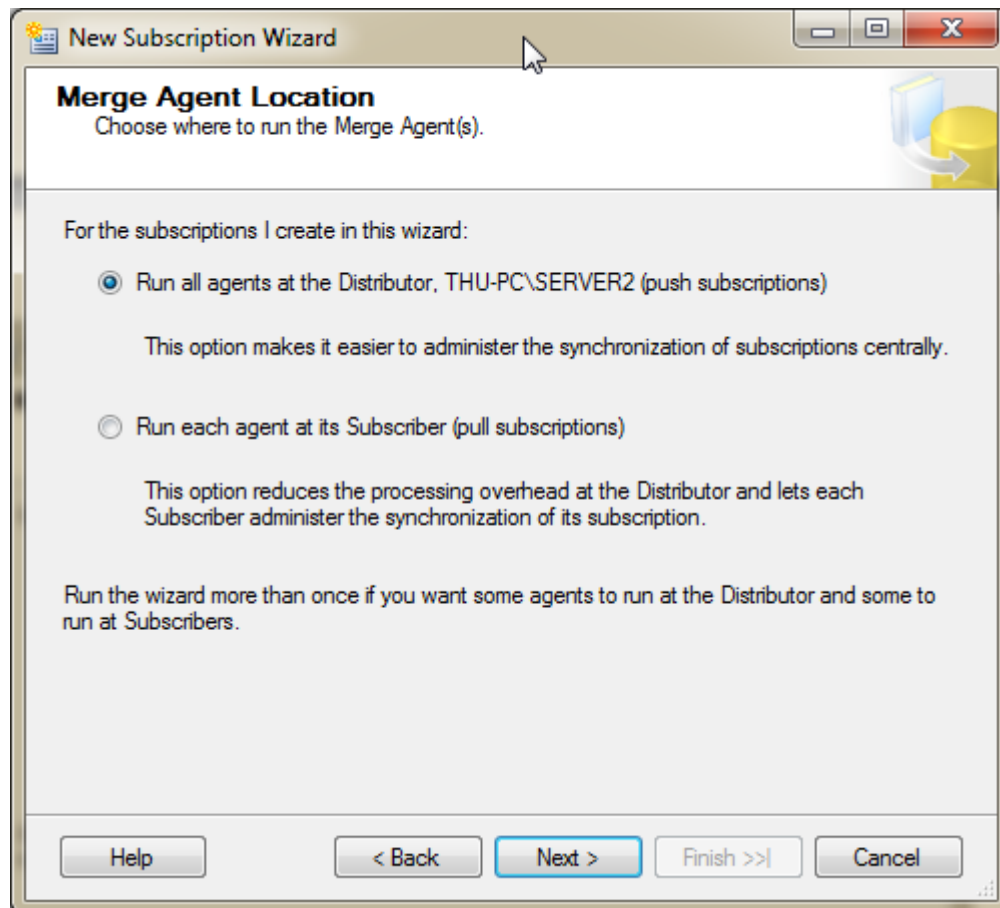 New Subscription Wizard
Merge Agent Location
Choose where to run the Merge Agent(s).
For the subscriptions I create in this wizard:
Run all agents at the Distributor, THU-PC\SERVER2 (push subscriptions)
This option makes it easier to administer the synchronization of subscriptions centrally.
Run each agent at its Subscriber (pull subscriptions)
This option reduces the processing overhead at the Distributor and lets each
Subscriber administer the synchronization of its subscription.
Run the wizard more than once if you want some agents to run at the Distributor and some to
run at Subscribers.
Help < Back Next > Finish >>| Cancel